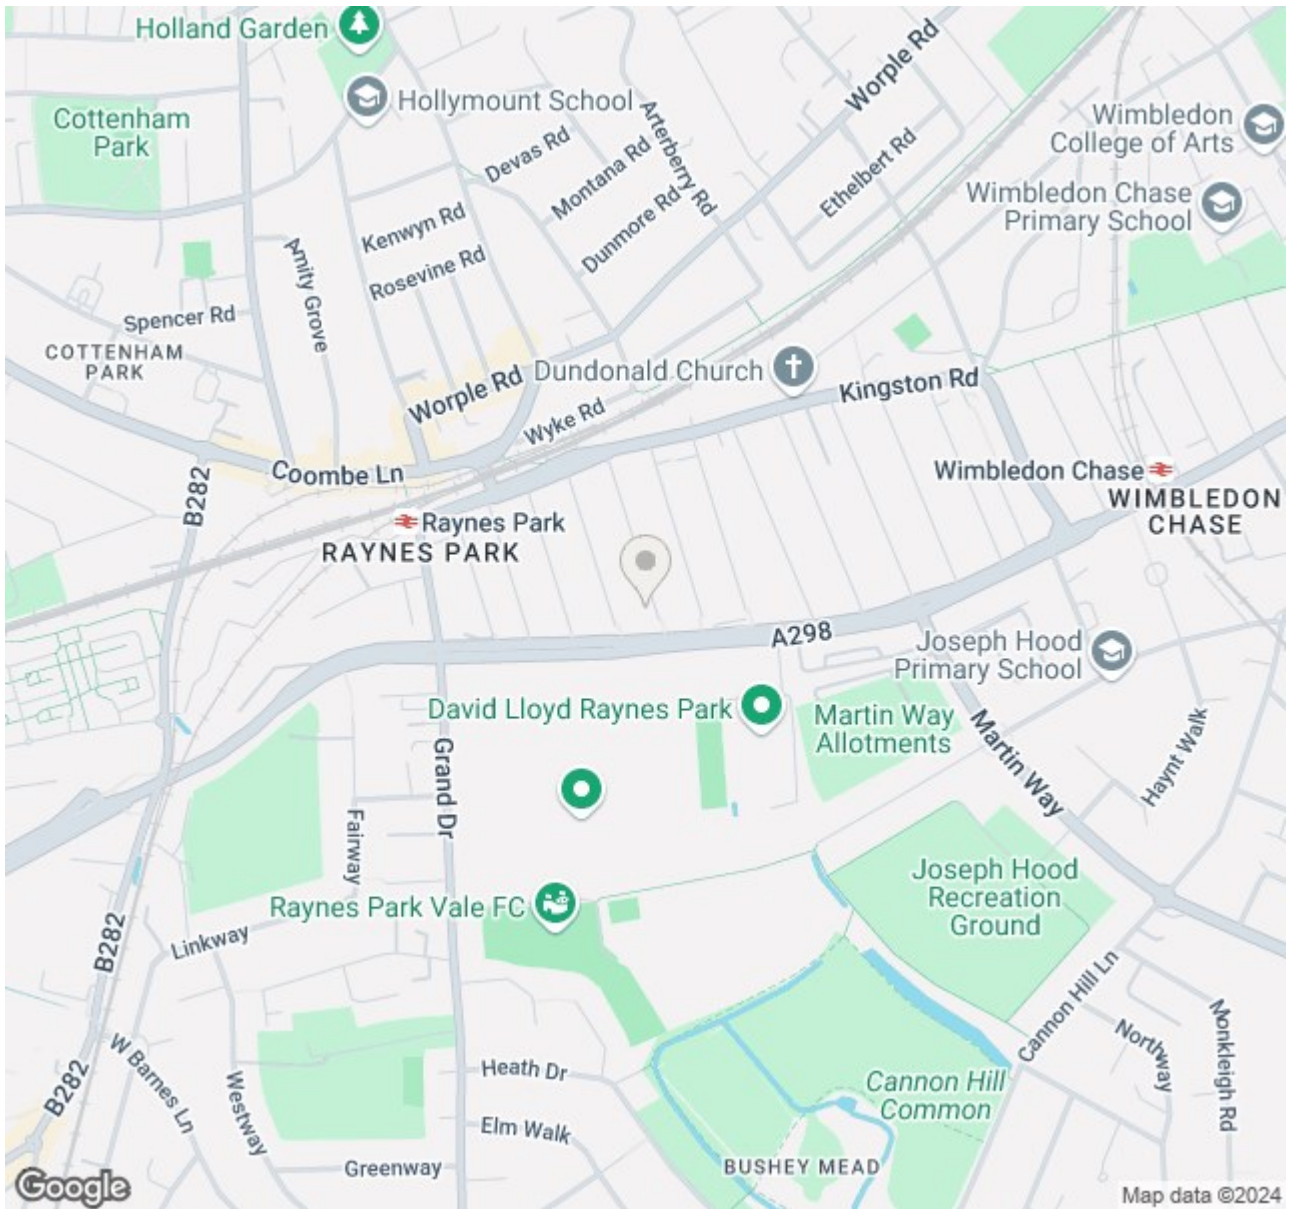 Holland Garden
Hollymount School
Cottenham
Park
Worple Rd
Arterberry Rd
Devas Rd
Montana Rd
Dunmore Rd
Ethelbert Rd
Wimbledon
College of Arts
Wimbledon Chase
Primary School
Kenwyn Rd
Rosevine Rd
Amity Grove
Spencer Rd
COTTENHAM
PARK
Worple Rd
Wyke Rd
Dundonald Church
Kingston Rd
Coombe Ln
B282
Raynes Park
RAYNES PARK
Wimbledon Chase
WIMBLEDON
CHASE
A298
Joseph Hood
Primary School
David Lloyd Raynes Park
Martin Way
Allotments
Martin Way
Haynt Walk
Grand Dr
Fairway
Raynes Park Vale FC
Joseph Hood
Recreation
Ground
Linkway
B282
Cannon Hill Ln
Northway
Monkleigh Rd
B282
W Barnes Ln
Westway
Heath Dr
Elm Walk
Greenway
Cannon Hill
Common
BUSHEY MEAD
Google
Map data ©2024